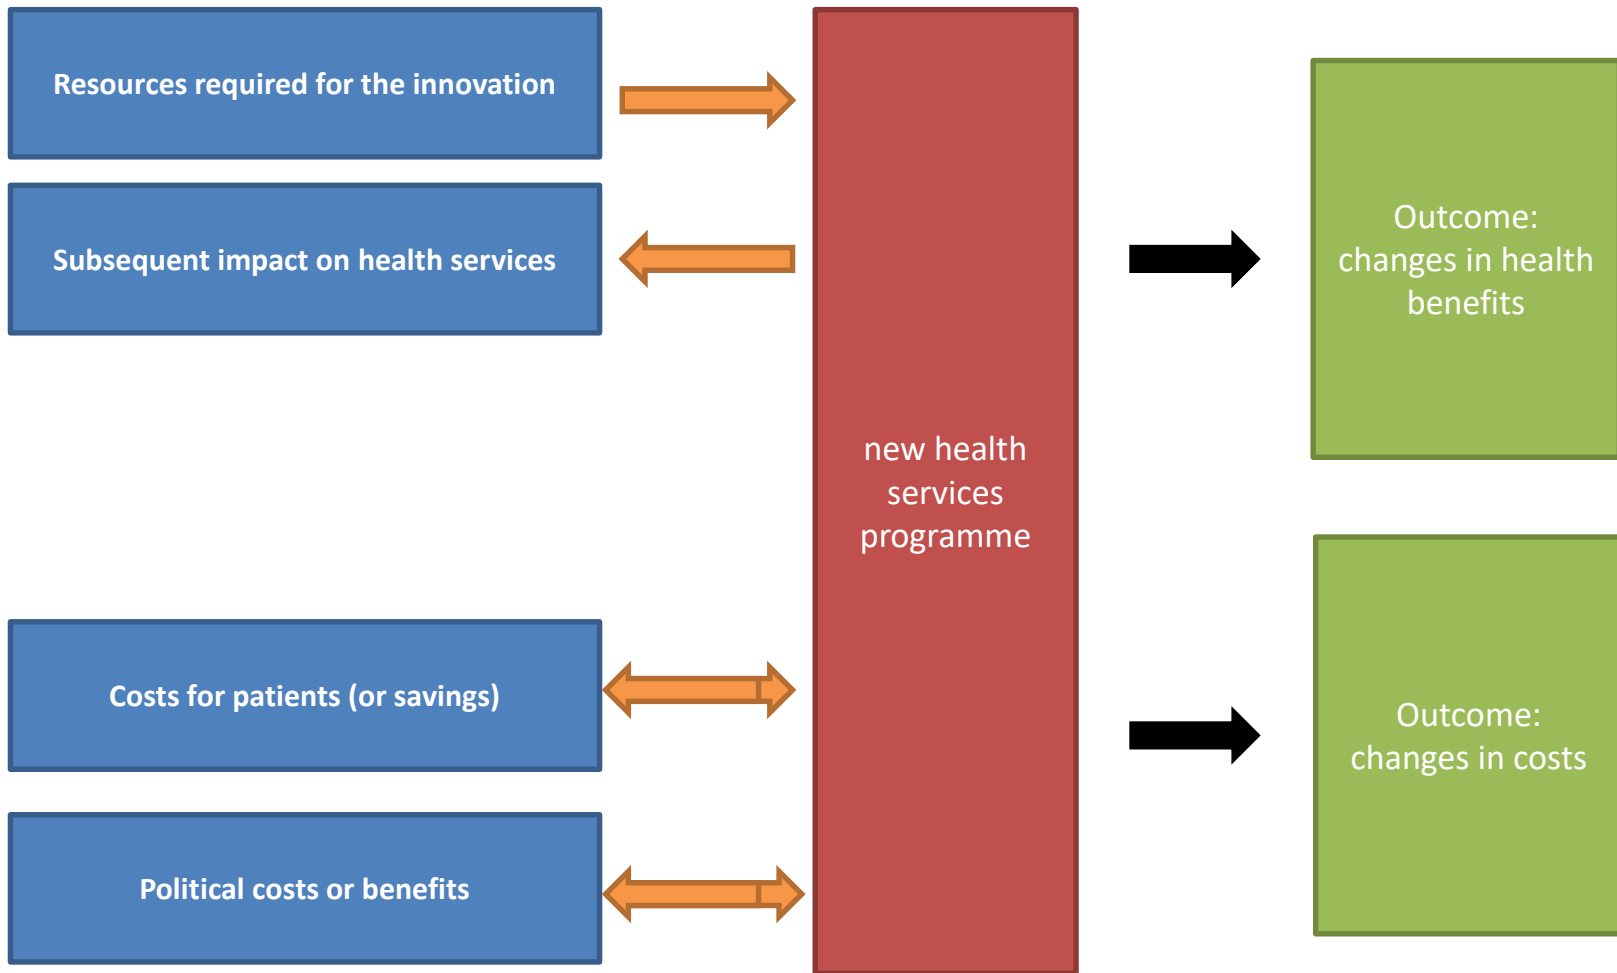 Resources required for the innovation
Subsequent impact on health services
Costs for patients (or savings)
Political costs or benefits
new health
services
programme
Outcome:
changes in health
benefits
Outcome:
changes in costs